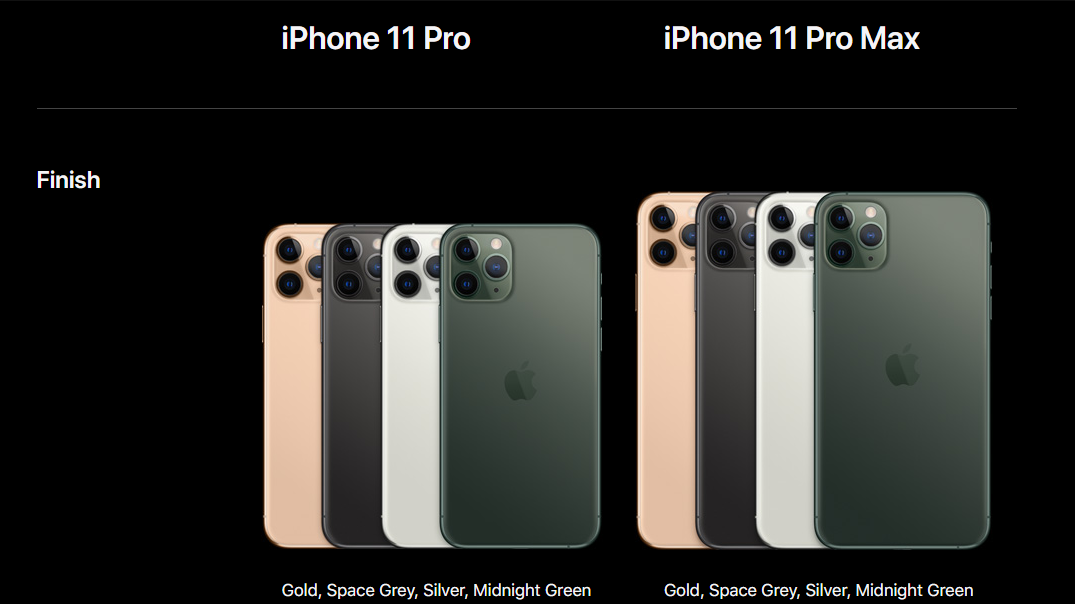 iPhone 11 Pro
iPhone 11 Pro Max
Finish
Gold, Space Grey, Silver, Midnight Green
Gold, Space Grey, Silver, Midnight Green